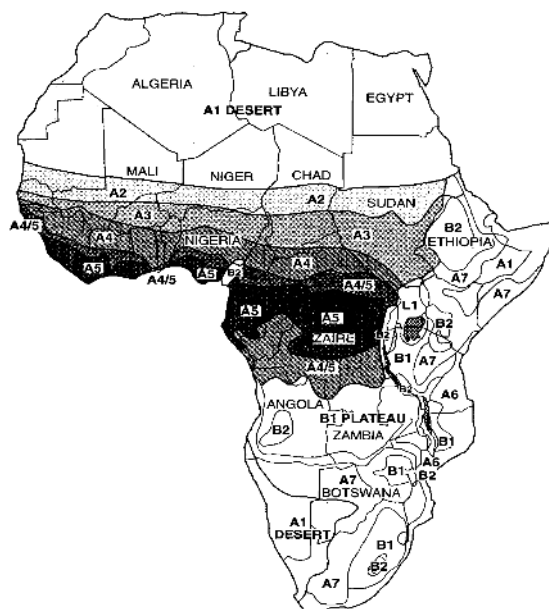 ALGERIA
LIBYA
EGYPT
A1 DESERT
MALI
NIGER
CHAD
A2
A2
SUDAN
A4/5
A3
B2
(ETHIOPIA)
A4
NIGERIA
A3
A5
A4/5
A5
B2
A4
A4/5
A7
A1
A7
L1
A5
A5
ZAIRE
B2
B2
B1
A7
A4/5
B2
ANGOLA
B1 PLATEAU
A6
B2
ZAMBIA
B1
A6
A7
B1
B2
BOTSWANA
A1
DESERT
B1
A7
B2